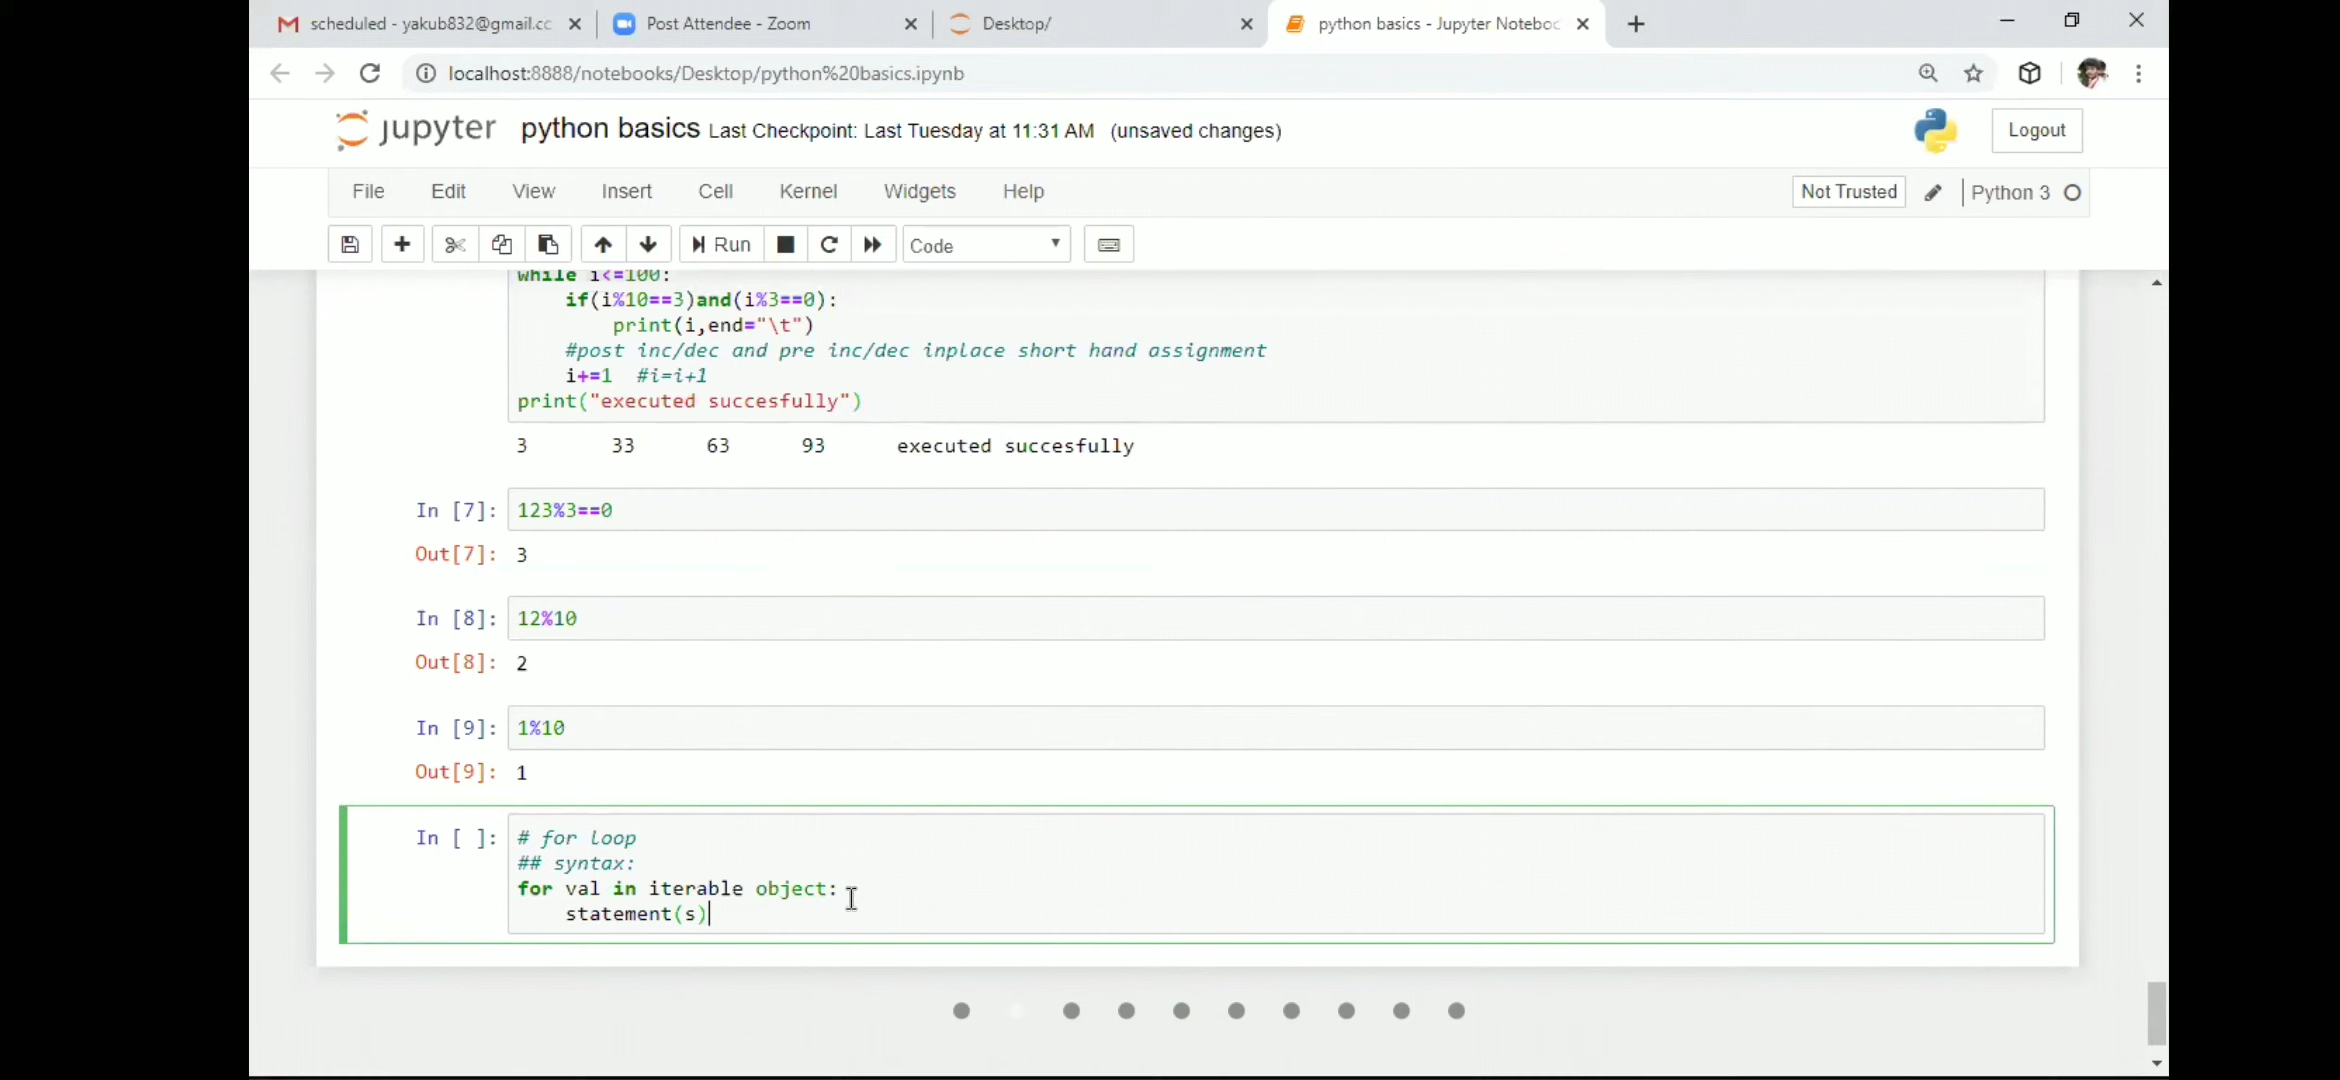 scheduled - yakub832@gmail.cc
Post Attendee - Zoom
Desktop/
python basics - Jupyter Noteboc
localhost:8888/notebooks/Desktop/python%20basics.ipynb
jupyter python basics Last Checkpoint: Last Tuesday at 11:31 AM (unsaved changes)
Logout
File Edit View Insert Cell Kernel Widgets Help
Not Trusted
Python 3
Run
Code
while i<=100:
if(i%10==3)and(i%3==0):
print(i,end="\t")
#post inc/dec and pre inc/dec inplace short hand assignment
i+=1 #i=i+1
print("executed succesfully")
3 33 63 93 executed succesfully
In [7]: 123%3==0
Out[7]: 3
In [8]: 12%10
Out[8]: 2
In [9]: 1%10
Out[9]: 1
In [ ]: # for loop
## syntax:
for val in iterable object:
statement(s)